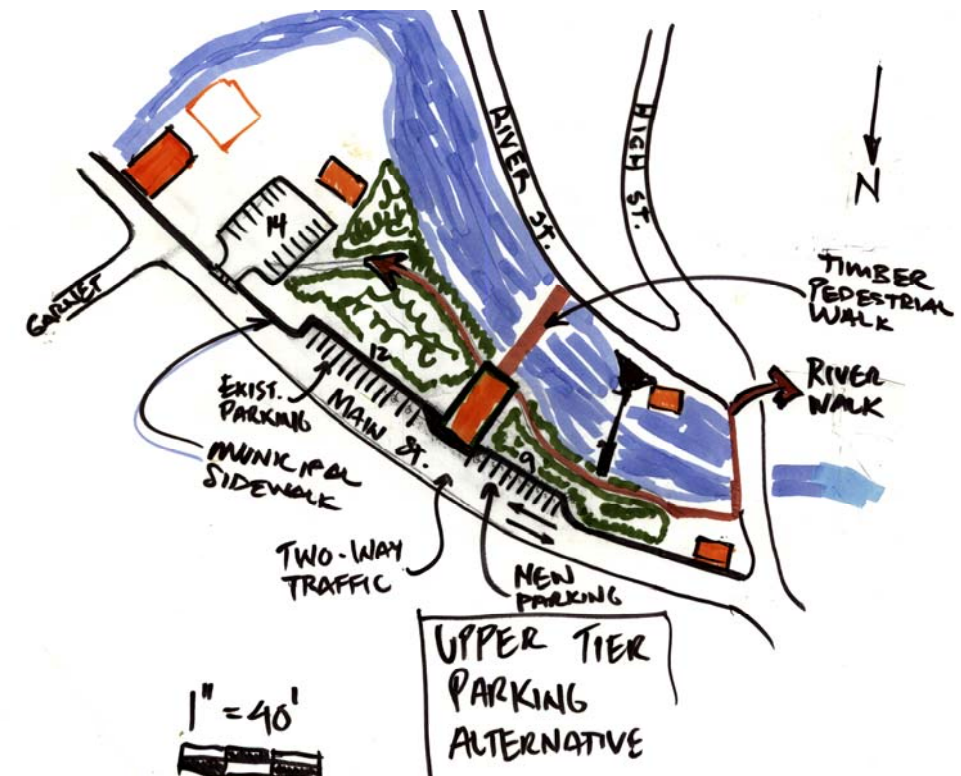 RIVER ST.
HIGH ST.
N
TIMBER
PEDESTRIAL
WALK
RIVER
WALK
14
GARNET
12
EXIST.
PARKING
MAIN ST.
9
MUNICIPAL
SIDEWALK
TWO-WAY
TRAFFIC
NEW
PARKING
UPPER TIER
PARKING
ALTERNATIVE
1" = 40'